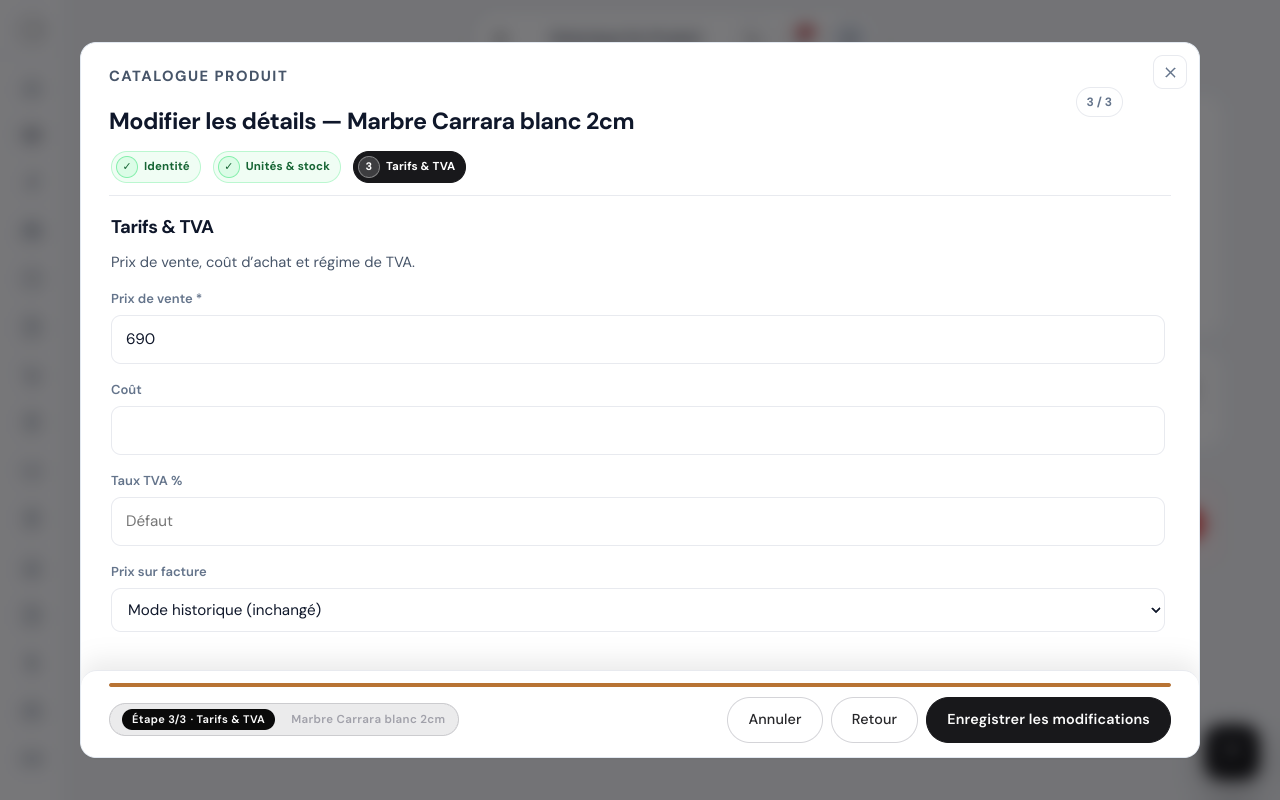 CATALOGUE PRODUIT
3 / 3
Modifier les détails — Marbre Carrara blanc 2cm
✓ Identité ✓ Unités & stock 3 Tarifs & TVA
Tarifs & TVA
Prix de vente, coût d’achat et régime de TVA.
Prix de vente *
690
Coût
Taux TVA %
Défaut
Prix sur facture
Mode historique (inchangé)
Étape 3/3 · Tarifs & TVA Marbre Carrara blanc 2cm
Annuler Retour Enregistrer les modifications